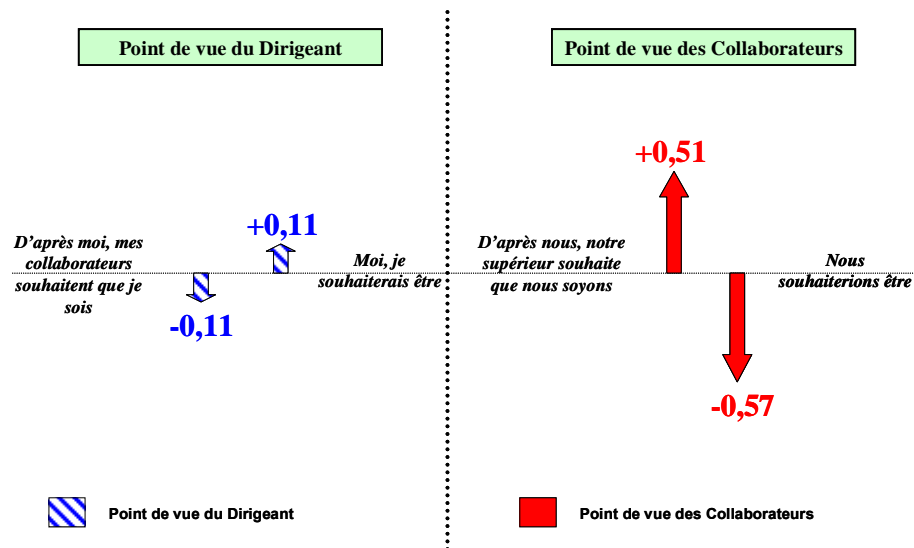 Point de vue du Dirigeant
D'après moi, mes
collaborateurs
souhaitent que je
sois
+0,11
-0,11
Moi, je
souhaiterais être
Point de vue du Dirigeant
Point de vue des Collaborateurs
D'après nous, notre
supérieur souhaite
que nous soyons
+0,51
-0,57
Nous
souhaiterions être
Point de vue des Collaborateurs